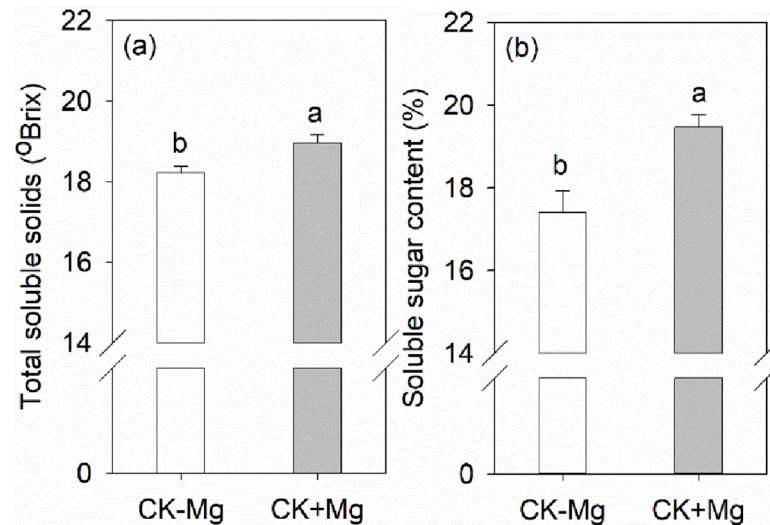 (a)
Total soluble solids (°Brix)
22
20
18
16
14
0
b
a
CK-Mg
CK+Mg
(b)
Soluble sugar content (%)
22
20
18
16
14
0
b
a
CK-Mg
CK+Mg